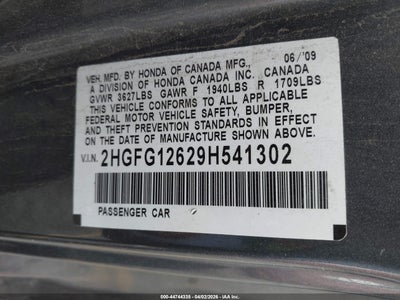 VEH. MFD. BY HONDA OF CANADA MFG., 06/'09
A DIVISION OF HONDA CANADA INC. CANADA
GVWR 3627LBS GAWR F 1940LBS R 1709LBS
THIS VEHICLE CONFORMS TO ALL APPLICABLE
FEDERAL MOTOR VEHICLE SAFETY, BUMPER,
AND THEFT PREVENTION STANDARDS IN EFFECT
ON THE DATE OF MANUFACTURE SHOWN ABOVE.
V.I.N. 2HGFG12629H541302
PASSENGER CAR
© 000-44744335 - 04/02/2026 - IAA, Inc.